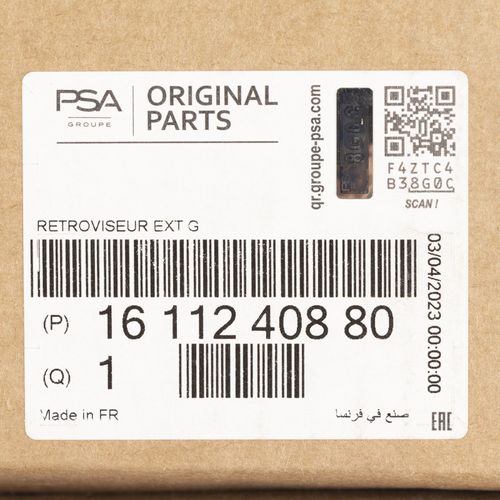 PSA
GROUPE
ORIGINAL
PARTS
qr.groupe-psa.com
F4ZTC4
B38G0C
SCAN!
RETROVISEUR EXT G
03/04/2023 00:00:00
(P) 16 112 408 80
(Q) 1
Made in FR
صنع في فرنسا
EAC